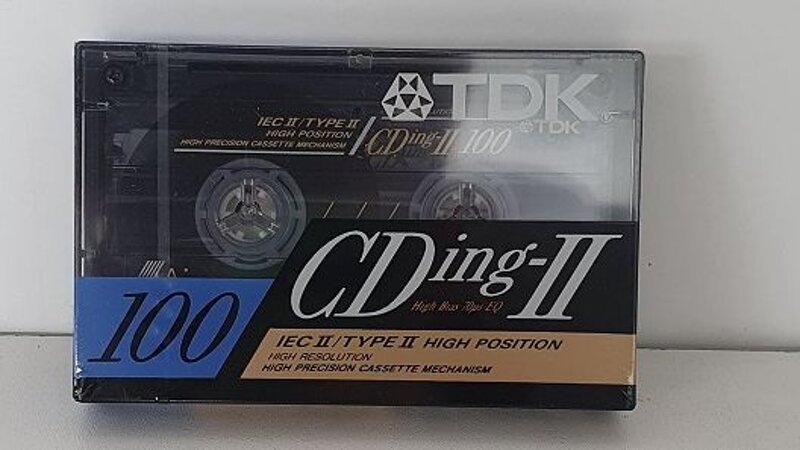 TDK
IEC II/TYPE II
HIGH POSITION
HIGH PRECISION CASSETTE MECHANISM
CDing-II 100
TDK
CDing-II
High Bias 70µs EQ
100
IEC II/TYPE II HIGH POSITION
HIGH RESOLUTION
HIGH PRECISION CASSETTE MECHANISM